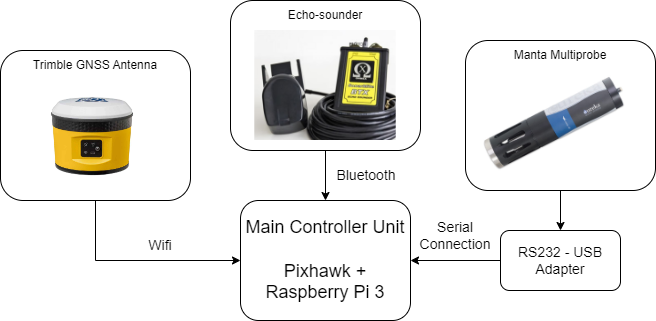 Echo-sounder
Trimble GNSS Antenna
Manta Multiprobe
BTX
Bluetooth
Main Controller Unit
Pixhawk +
Raspberry Pi 3
Wifi
Serial
Connection
RS232 - USB
Adapter